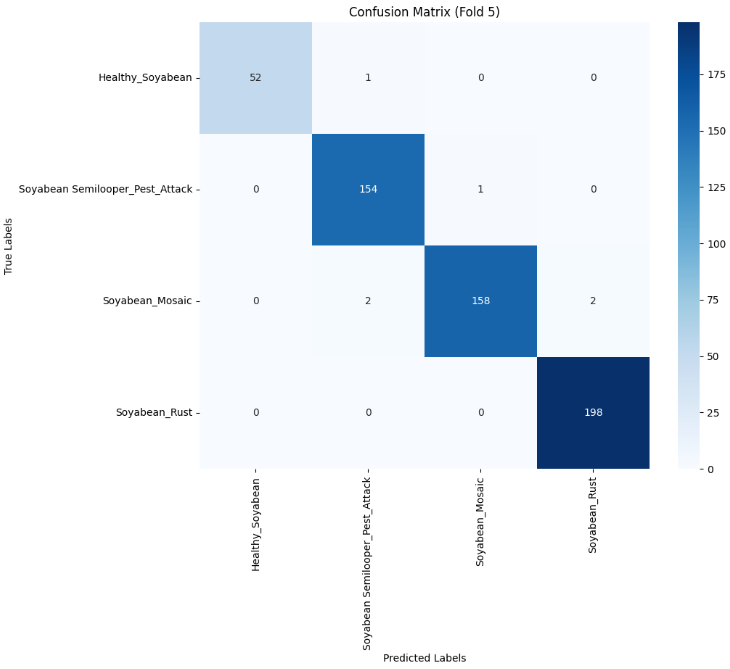 Confusion Matrix (Fold 5)
True Labels
Healthy_Soyabean
52 1 0 0
Soyabean Semilooper_Pest_Attack
0 154 1 0
Soyabean_Mosaic
0 2 158 2
Soyabean_Rust
0 0 0 198
Healthy_Soyabean
Soyabean Semilooper_Pest_Attack
Soyabean_Mosaic
Soyabean_Rust
Predicted Labels
175
150
125
100
75
50
25
0